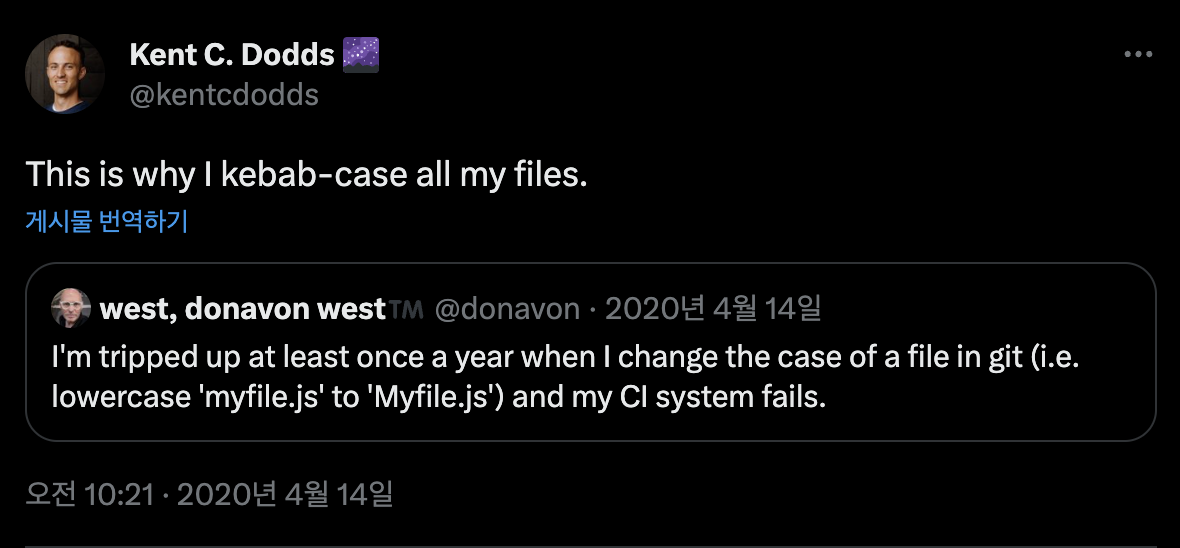 Kent C. Dodds 🌌
@kentcdodds
This is why I kebab-case all my files.
게시물 번역하기
west, donavon west™️ @donavon · 2020년 4월 14일
I'm tripped up at least once a year when I change the case of a file in git (i.e.
lowercase 'myfile.js' to 'Myfile.js') and my CI system fails.
오전 10:21 · 2020년 4월 14일